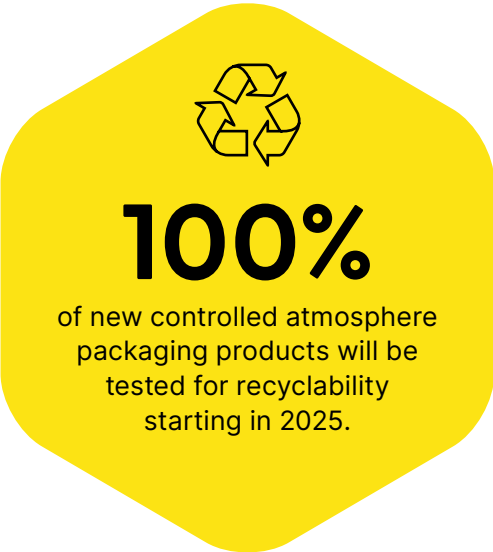 100%
of new controlled atmosphere
packaging products will be
tested for recyclability
starting in 2025.